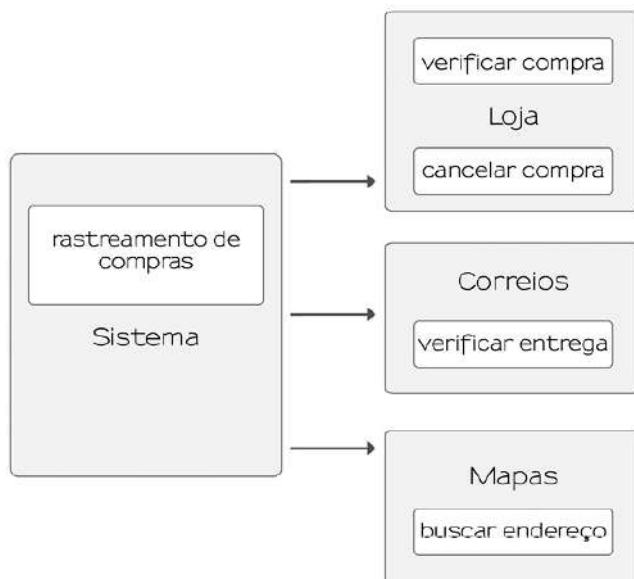 rastreamento de
compras
Sistema
verificar compra
Loja
cancelar compra
Correios
verificar entrega
Mapas
buscar endereço